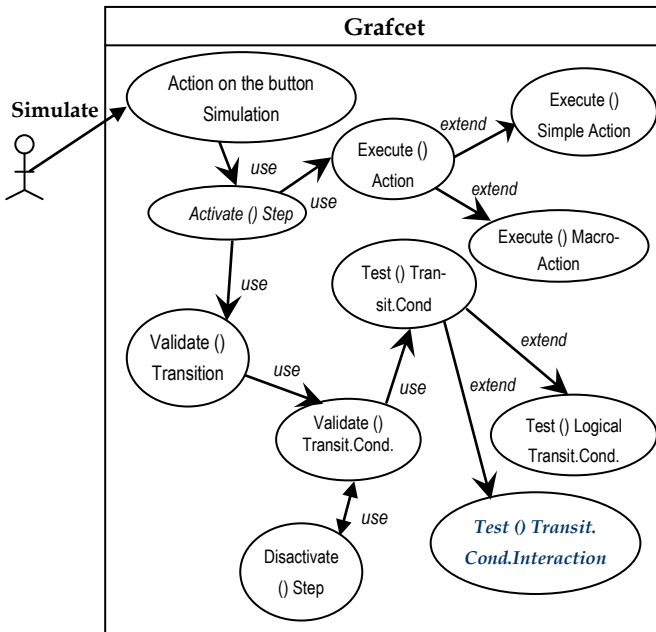 Grafcet
Simulate
Action on the button
Simulation
use
Activate () Step
use
Execute ()
Action
extend
Execute ()
Simple Action
extend
Execute () Macro-
Action
use
Validate ()
Transition
use
Validate ()
Transit.Cond.
use
Test () Tran-
sit.Cond
extend
Test () Logical
Transit.Cond.
extend
Test () Transit.
Cond.Interaction
use
Disactivate
() Step